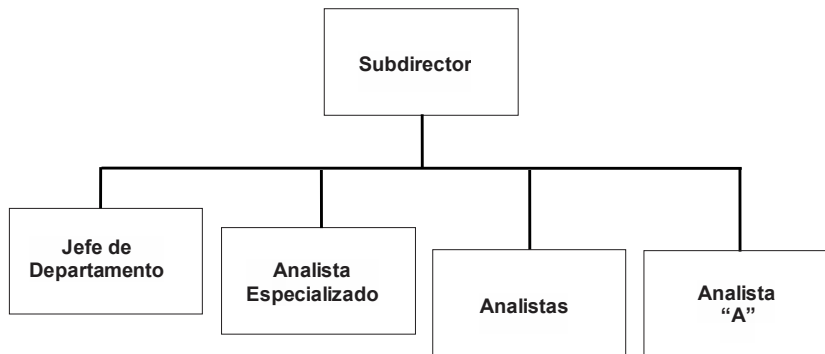 Subdirector
Jefe de
Departamento
Analista
Especializado
Analistas
Analista
“A”